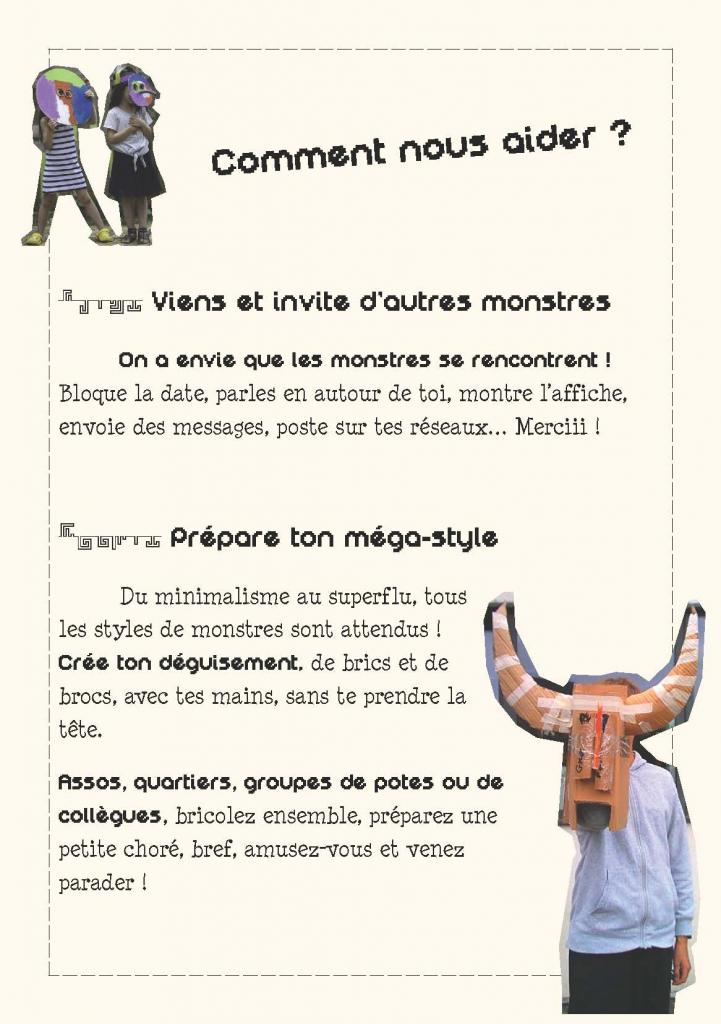 Comment nous aider ?
Viens et invite d'autres monstres
On a envie que les monstres se rencontrent !
Bloque la date, parles en autour de toi, montre l'affiche,
envoie des messages, poste sur tes réseaux... Merciii !
Prépare ton méga-style
Du minimalisme au superflu, tous
les styles de monstres sont attendus !
Crée ton déguisement, de brics et de
brocs, avec tes mains, sans te prendre la
tête.
Assos, quartiers, groupes de potes ou de
collègues, bricolez ensemble, préparez une
petite choré, bref, amusez-vous et venez
parader !